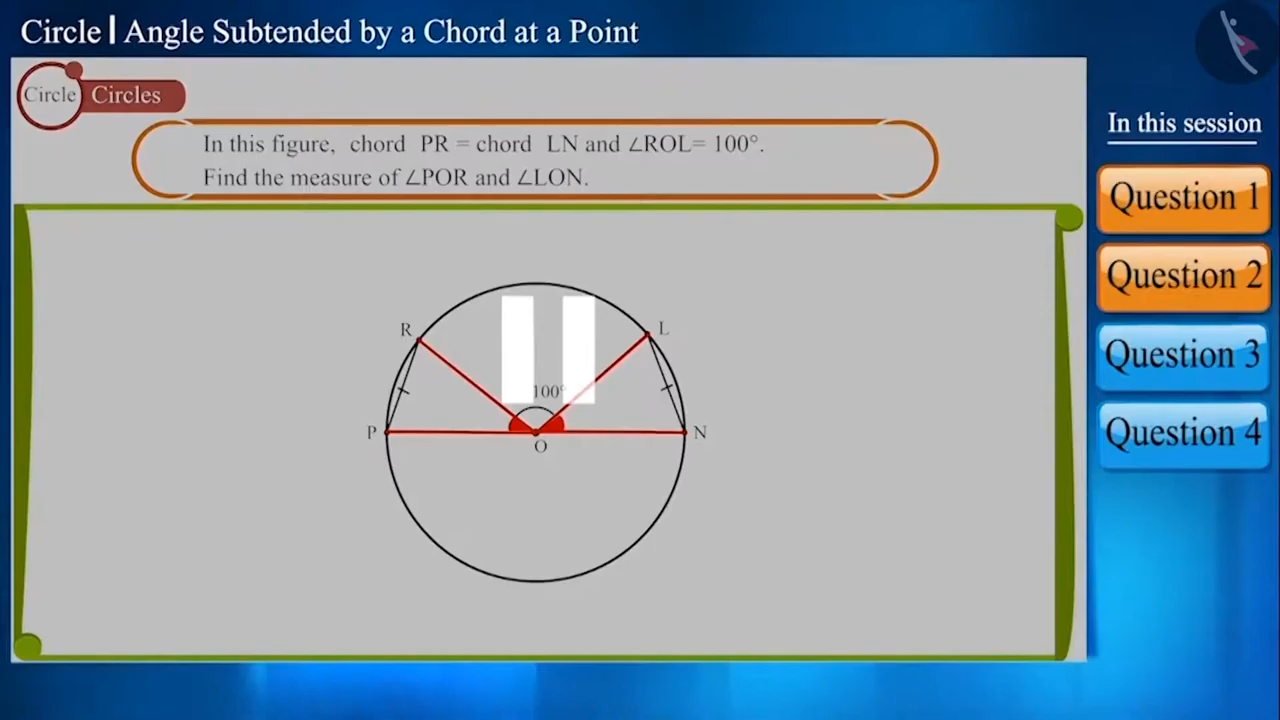 Circle | Angle Subtended by a Chord at a Point
Circle Circles
In this figure, chord PR = chord LN and ∠ROL= 100°.
Find the measure of ∠POR and ∠LON.
In this session
Question 1
Question 2
Question 3
Question 4
R
L
100°
P
O
N